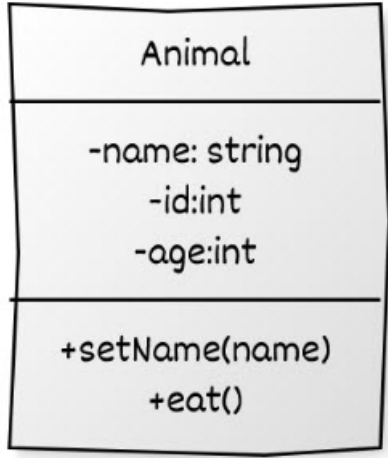 Animal
-name: string
-id:int
-age:int
+setName(name)
+eat()